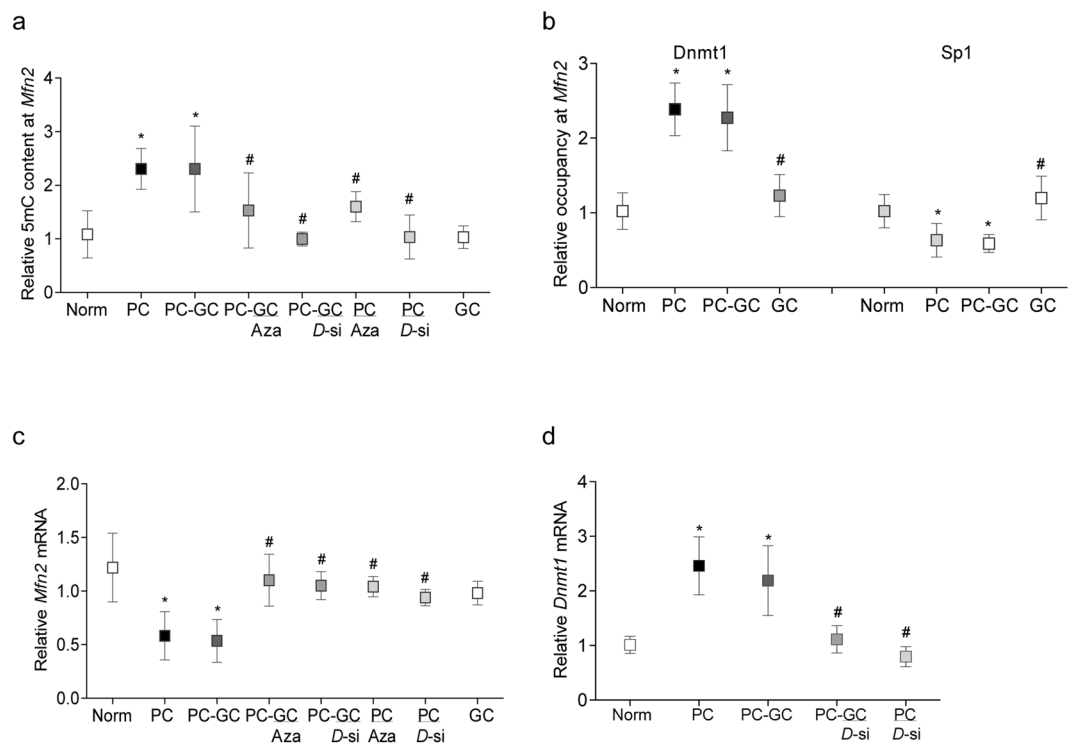 a
Relative 5mC content at Mfn2
4
3
2
1
0
* * # # # #
Norm PC PC-GC PC-GC PC-GC PC PC GC
Aza D-si Aza D-si
b
Dnmt1 Sp1
Relative occupancy at Mfn2
3
2
1
0
* * # * * #
Norm PC PC-GC GC Norm PC PC-GC GC
c
Relative Mfn2 mRNA
2.0
1.5
1.0
0.5
0.0
* * # # # #
Norm PC PC-GC PC-GC PC-GC PC PC GC
Aza D-si Aza D-si
d
Relative Dnmt1 mRNA
4
3
2
1
0
* * # #
Norm PC PC-GC PC-GC PC
D-si D-si